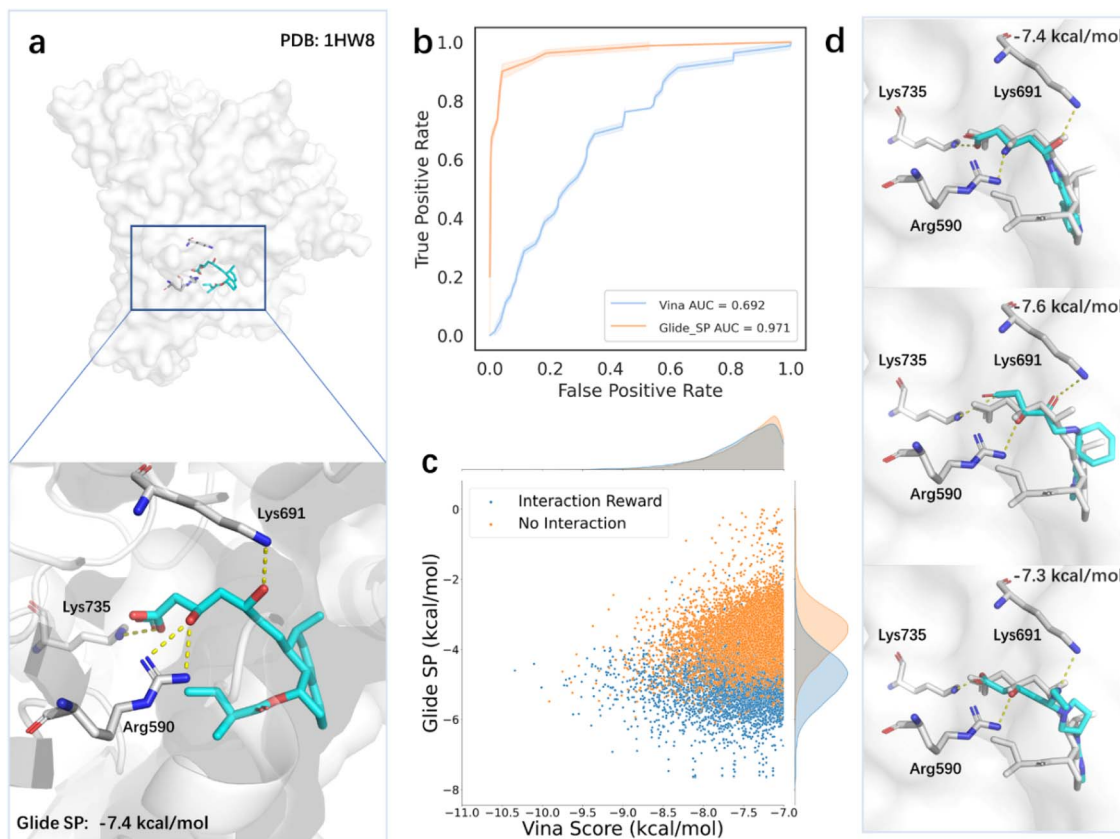 a
PDB: 1HW8
Lys691
Lys735
Arg590
Glide SP: -7.4 kcal/mol
b
1.0
0.8
0.6
0.4
0.2
0.0
True Positive Rate
Vina AUC = 0.692
Glide_SP AUC = 0.971
0.0 0.2 0.4 0.6 0.8 1.0
False Positive Rate
c
Interaction Reward
No Interaction
0
−2
−4
−6
−8
Glide SP (kcal/mol)
-11.0 −10.5 −10.0 −9.5 −9.0 −8.5 −8.0 −7.5 -7.0
Vina Score (kcal/mol)
d
-7.4 kcal/mol
Lys735 Lys691
Arg590
-7.6 kcal/mol
Lys735 Lys691
Arg590
-7.3 kcal/mol
Lys735 Lys691
Arg590